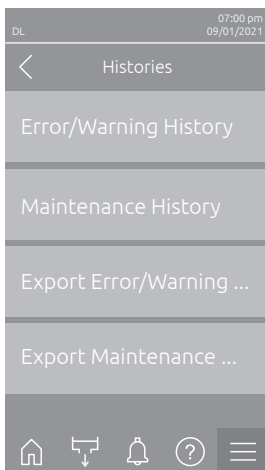 07:00 pm
DL 09/01/2021
Histories
Error/Warning History
Maintenance History
Export Error/Warning ...
Export Maintenance ...
?